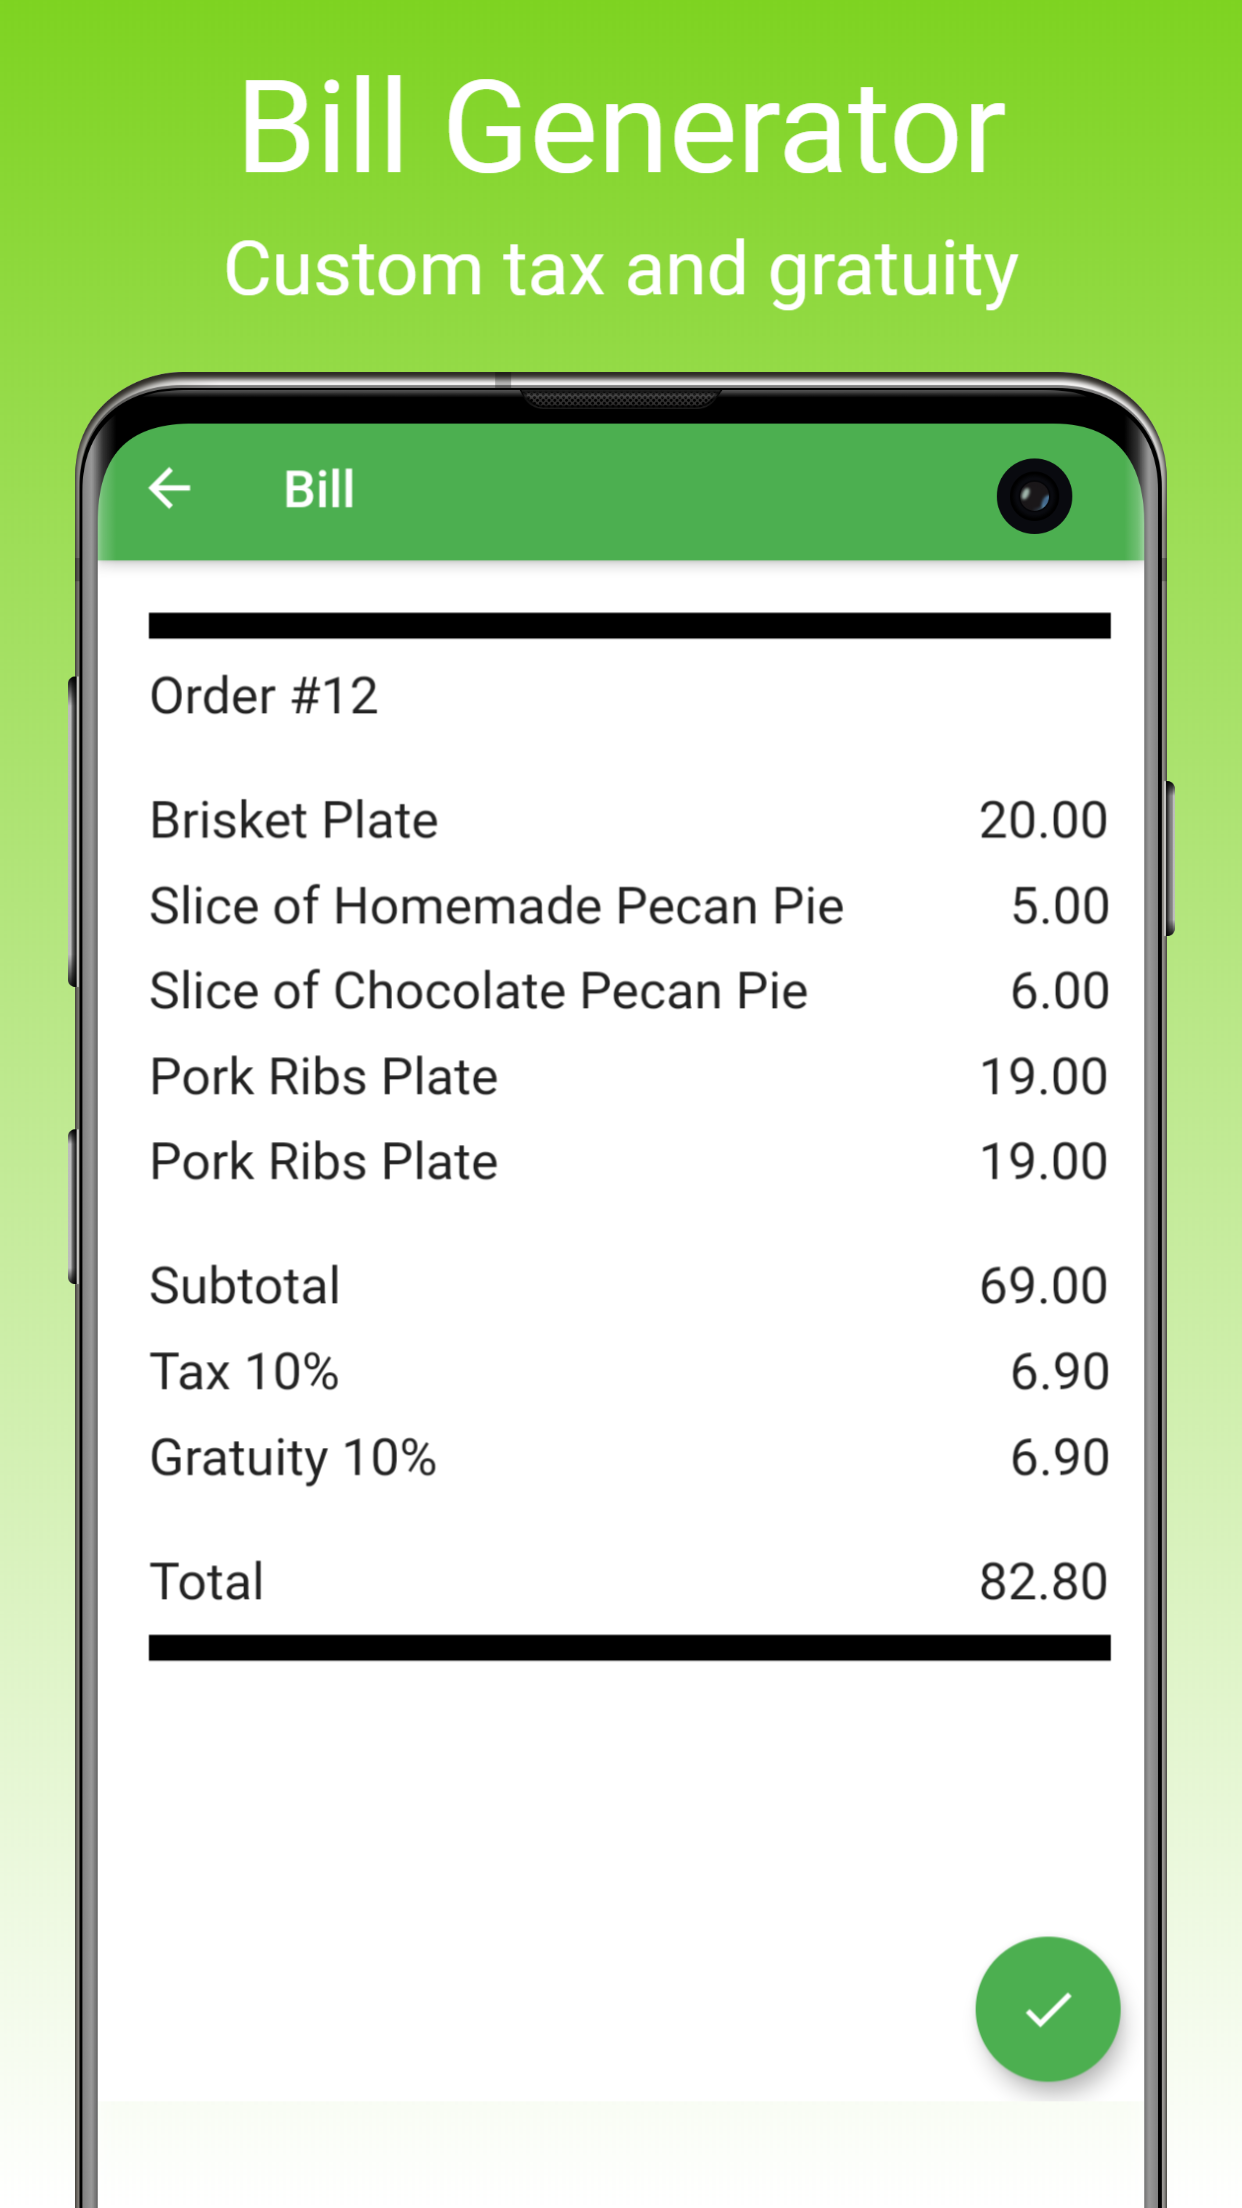 Bill Generator
Custom tax and gratuity
Bill
Order #12
Brisket Plate 20.00
Slice of Homemade Pecan Pie 5.00
Slice of Chocolate Pecan Pie 6.00
Pork Ribs Plate 19.00
Pork Ribs Plate 19.00
Subtotal 69.00
Tax 10% 6.90
Gratuity 10% 6.90
Total 82.80